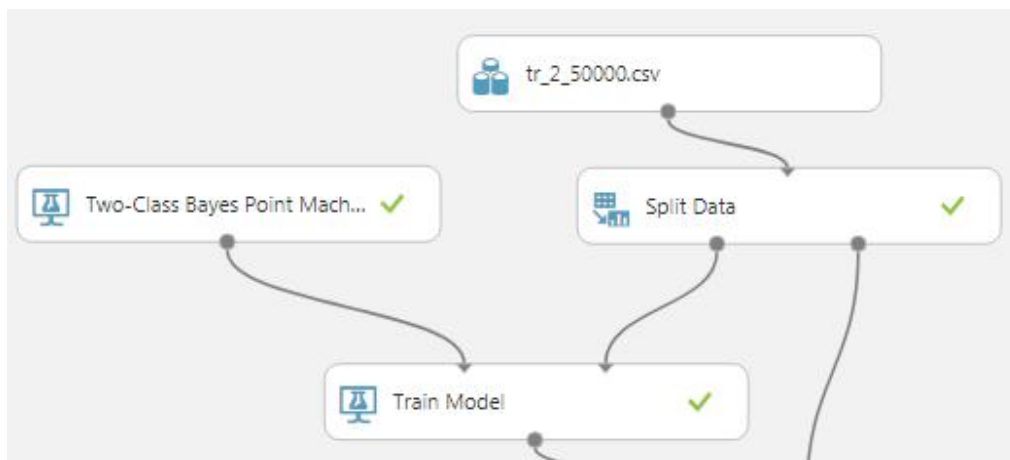 tr_2_50000.csv
Two-Class Bayes Point Mach...
Split Data
Train Model